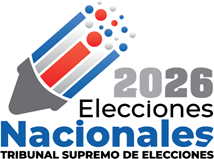 2026
Elecciones
Nacionales
TRIBUNAL SUPREMO DE ELECCIONES